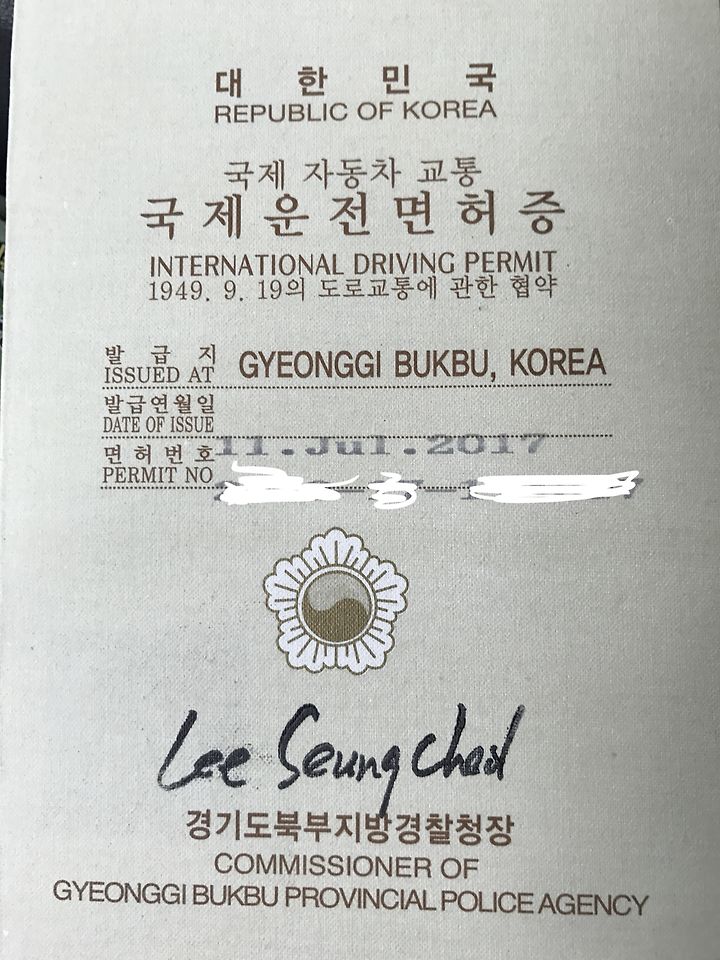 대 한 민 국
REPUBLIC OF KOREA
국제 자동차 교통
국 제 운 전 면 허 증
INTERNATIONAL DRIVING PERMIT
1949. 9. 19의 도로교통에 관한 협약
발 급 지 GYEONGGI BUKBU, KOREA
ISSUED AT
발급연월일
DATE OF ISSUE 11.Jul.2017
면 허 번 호
PERMIT NO
Lee Seung Cheol
경기도북부지방경찰청장
COMMISSIONER OF
GYEONGGI BUKBU PROVINCIAL POLICE AGENCY